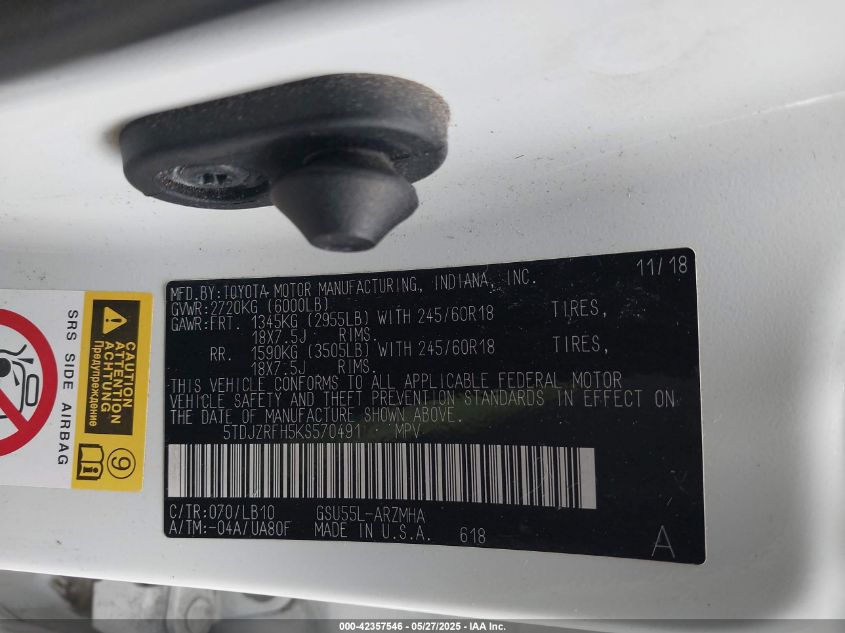 11/18
MFD.BY:TOYOTA MOTOR MANUFACTURING, INDIANA, INC.
GVWR:2720KG (6000LB)
GAWR:FRT. 1345KG (2955LB) WITH 245/60R18 TIRES,
18X7.5J RIMS.
RR. 1590KG (3505LB) WITH 245/60R18 TIRES,
18X7.5J RIMS.
THIS VEHICLE CONFORMS TO ALL APPLICABLE FEDERAL MOTOR
VEHICLE SAFETY AND THEFT PREVENTION STANDARDS IN EFFECT ON
THE DATE OF MANUFACTURE SHOWN ABOVE.
5TDJZRFH5KS570491 MPV
C/TR:070/LB10 GSU55L-ARZMHA
A/TM:-04A/UA80F MADE IN U.S.A. 618
A
SRS SIDE AIRBAG
CAUTION
ATTENTION
ACHTUNG
Предупреждение
9
000-42357546 — 05/27/2025 — IAA Inc.